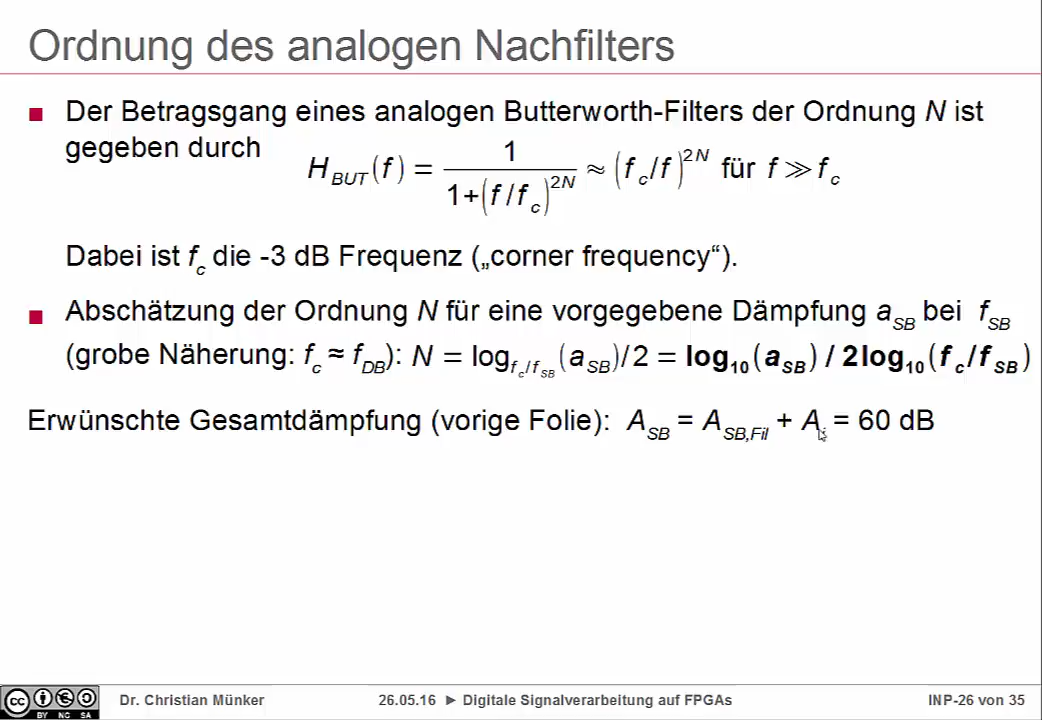 Ordnung des analogen Nachfilters
Der Betragsgang eines analogen Butterworth-Filters der Ordnung N ist
gegeben durch H_BUT(f) = 1 / (1+(f/f_c)^2N) ≈ (f_c/f)^2N für f ≫ f_c
Dabei ist f_c die -3 dB Frequenz („corner frequency“).
Abschätzung der Ordnung N für eine vorgegebene Dämpfung a_SB bei f_SB
(grobe Näherung: f_c ≈ f_DB): N = log_f_c/f_SB(a_SB)/2 = log_10(a_SB) / 2log_10(f_c/f_SB)
Erwünschte Gesamtdämpfung (vorige Folie): A_SB = A_SB,Fil + A_i = 60 dB
cc BY NC SA
Dr. Christian Münker 26.05.16 ► Digitale Signalverarbeitung auf FPGAs INP-26 von 35